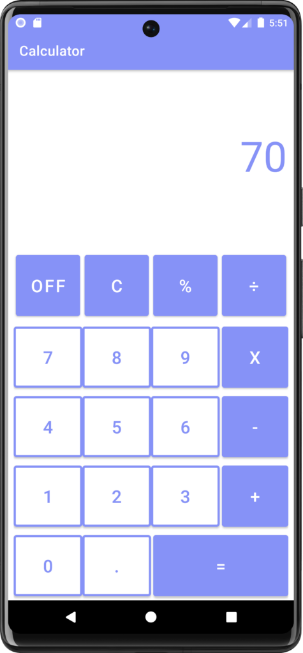 5:51
Calculator
70
OFF C % ÷
7 8 9 X
4 5 6 -
1 2 3 +
0 . =